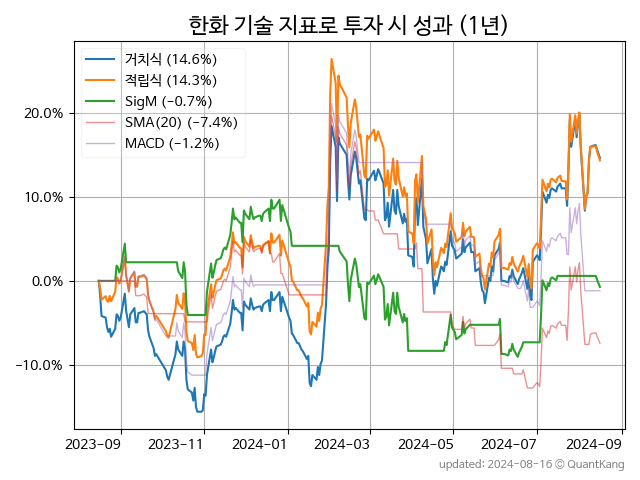 한화 기술 지표로 투자 시 성과 (1년)
거치식 (14.6%)
적립식 (14.3%)
SigM (−0.7%)
SMA(20) (−7.4%)
MACD (−1.2%)
20.0%
10.0%
0.0%
−10.0%
2023-09 2023-11 2024-01 2024-03 2024-05 2024-07 2024-09
updated: 2024-08-16 © QuantKang